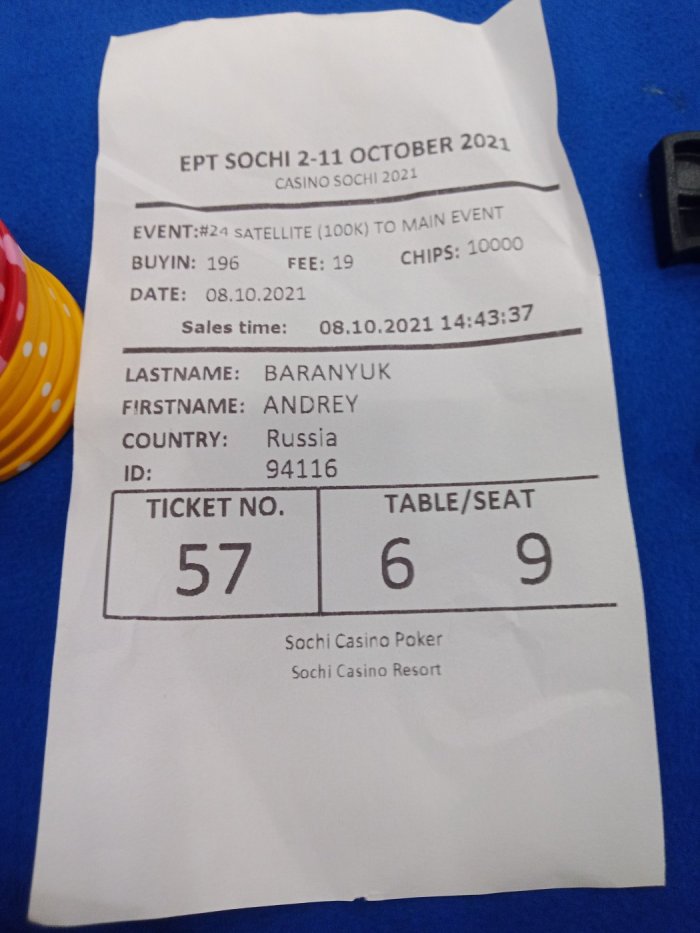 EPT SOCHI 2-11 OCTOBER 2021
CASINO SOCHI 2021
EVENT:#24 SATELLITE (100K) TO MAIN EVENT
BUYIN: 196 FEE: 19 CHIPS: 10000
DATE: 08.10.2021
Sales time: 08.10.2021 14:43:37
LASTNAME: BARANYUK
FIRSTNAME: ANDREY
COUNTRY: Russia
ID: 94116
TICKET NO. TABLE/SEAT
57 6 9
Sochi Casino Poker
Sochi Casino Resort